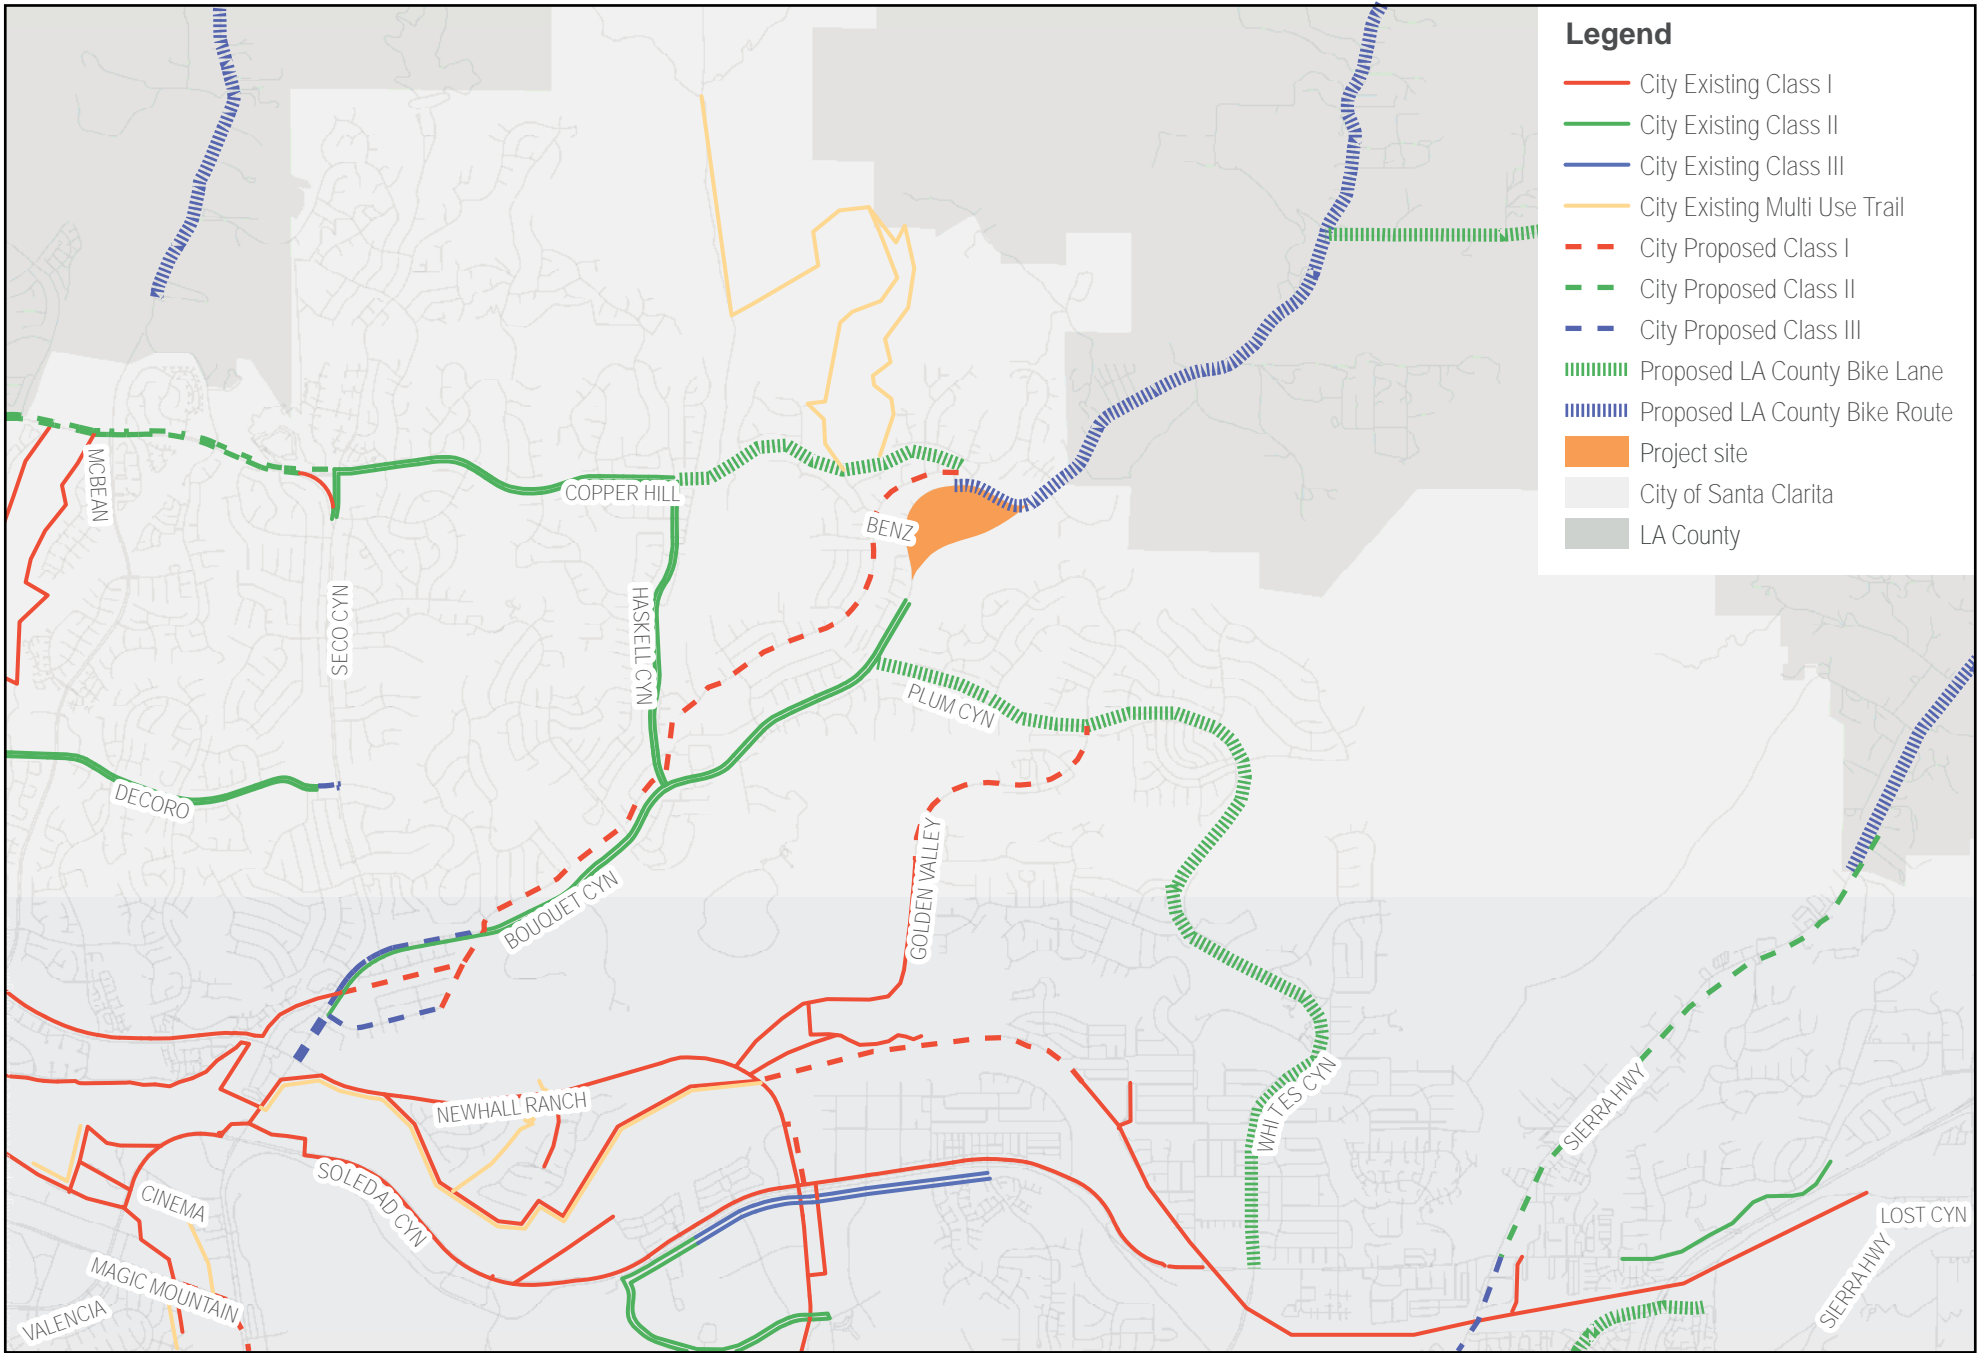 Legend
City Existing Class I
City Existing Class II
City Existing Class III
City Existing Multi Use Trail
City Proposed Class I
City Proposed Class II
City Proposed Class III
Proposed LA County Bike Lane
Proposed LA County Bike Route
Project site
City of Santa Clarita
LA County
MCBEAN
COPPER HILL
BENZ
SECO CYN
HASKELL CYN
PLUM CYN
DECORO
GOLDEN VALLEY
BOUQUET CYN
NEWHALL RANCH
WHITES CYN
SIERRA HWY
SOLEDAD CYN
CINEMA
LOST CYN
MAGIC MOUNTAIN
SIERRA HWY
VALENCIA